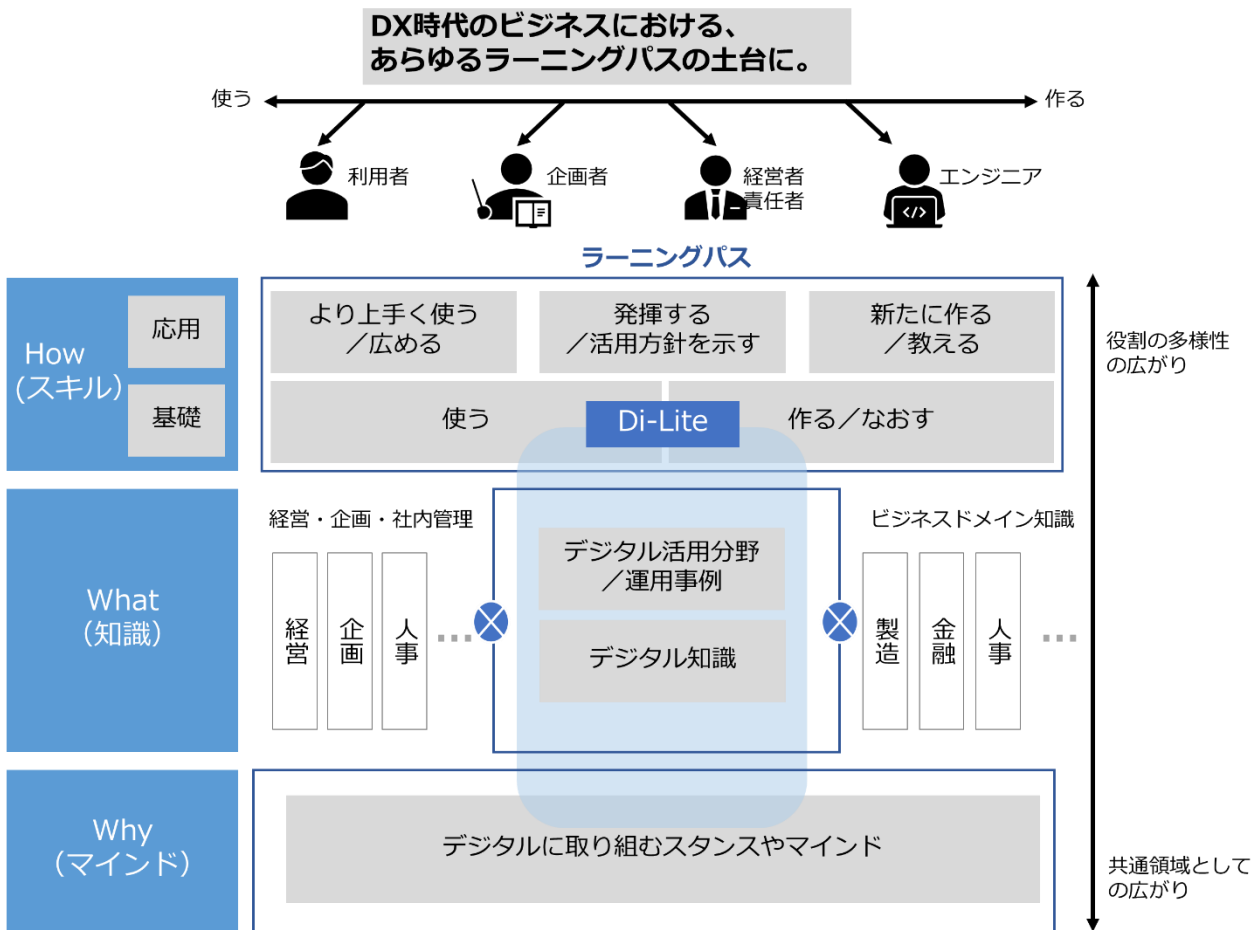 DX時代のビジネスにおける、
あらゆるラーニングパスの土台に。
使う
作る
利用者
企画者
経営者
責任者
エンジニア
</>
ラーニングパス
How
(スキル)
応用
基礎
より上手く使う
／広める
発揮する
／活用方針を示す
新たに作る
／教える
使う
Di-Lite
作る／なおす
役割の多様性
の広がり
What
（知識）
経営・企画・社内管理
経営
企画
人事
…
デジタル活用分野
／運用事例
デジタル知識
ビジネスドメイン知識
製造
金融
人事
…
Why
（マインド）
デジタルに取り組むスタンスやマインド
共通領域として
の広がり